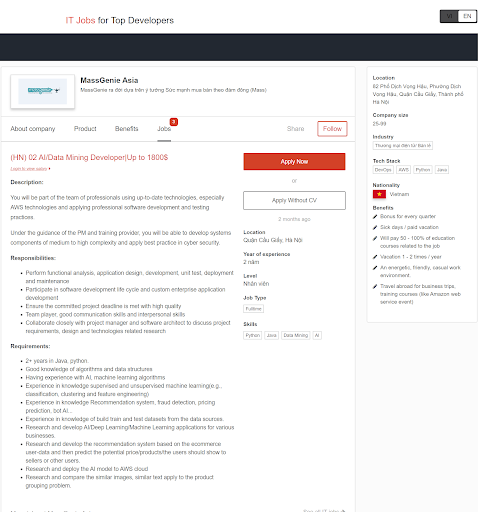 IT Jobs for Top Developers
EN
MassGenie Asia
MassGenie ra đời dựa trên ý tưởng Sức mạnh mua bán theo đám đông (Mass)
About company
Product
Benefits
Jobs
3
Share
Follow
(HN) 02 AI/Data Mining Developer|Up to 1800$
Login to view salary
Description:
You will be part of the team of professionals using up-to-date technologies, especially
AWS technologies and applying professional software development and testing
practices.
Under the guidance of the PM and training provider, you will be able to develop systems
components of medium to high complexity and apply best practice in cyber security.
Responsibilities:
Perform functional analysis, application design, development, unit test, deployment
and maintenance.
Participate in software development life cycle and custom enterprise application
development
Ensure the committed project deadline is met with high quality
Team player, good communication skills and interpersonal skills
Collaborate closely with project manager and software architect to discuss project
requirements, design and technologies related research
Requirements:
2+ years in Java, python.
Good knowledge of algorithms and data structures
Having experience with AI, machine learning algorithms
Experience in knowledge supervised and unsupervised machine learning(e.g.,
classification, clustering and feature engineering)
Experience in knowledge Recommendation system, fraud detection, pricing
prediction, bot AI...
Experience in knowledge of build train and test datasets from the data sources.
Research and develop AI/Deep Learning/Machine Learning applications for various
businesses.
Research and develop the recommendation system based on the ecommerce
user-data and then predict the potential price/products/the users should show to
sellers or other users.
Research and deploy the AI model to AWS cloud
Research and compare the similar images, similar text apply to the product
grouping problem.
Apply Now
or
Apply Without CV
2 months ago
Location
Quận Cầu Giấy, Hà Nội
Year of experience
2 năm
Level
Nhân viên
Job Type
Fulltime
Skills
Python
Java
Data Mining
AI
Location
82 Phố Dịch Vọng Hậu, Phường Dịch
Vọng Hậu, Quận Cầu Giấy, Thành phố
Hà Nội
Company size
25-99
Industry
Thương mại điện tử/ Bán lẻ
Tech Stack
DevOps
AWS
Python
Java
Nationality
Vietnam
Benefits
Bonus for every quarter
Sick days / paid vacation
Will pay 50 - 100% of education
courses related to the job
Vacation 1 - 2 times / year
An energetic, friendly, casual work
environment.
Travel abroad for business trips,
training courses (like Amazon web
service event)